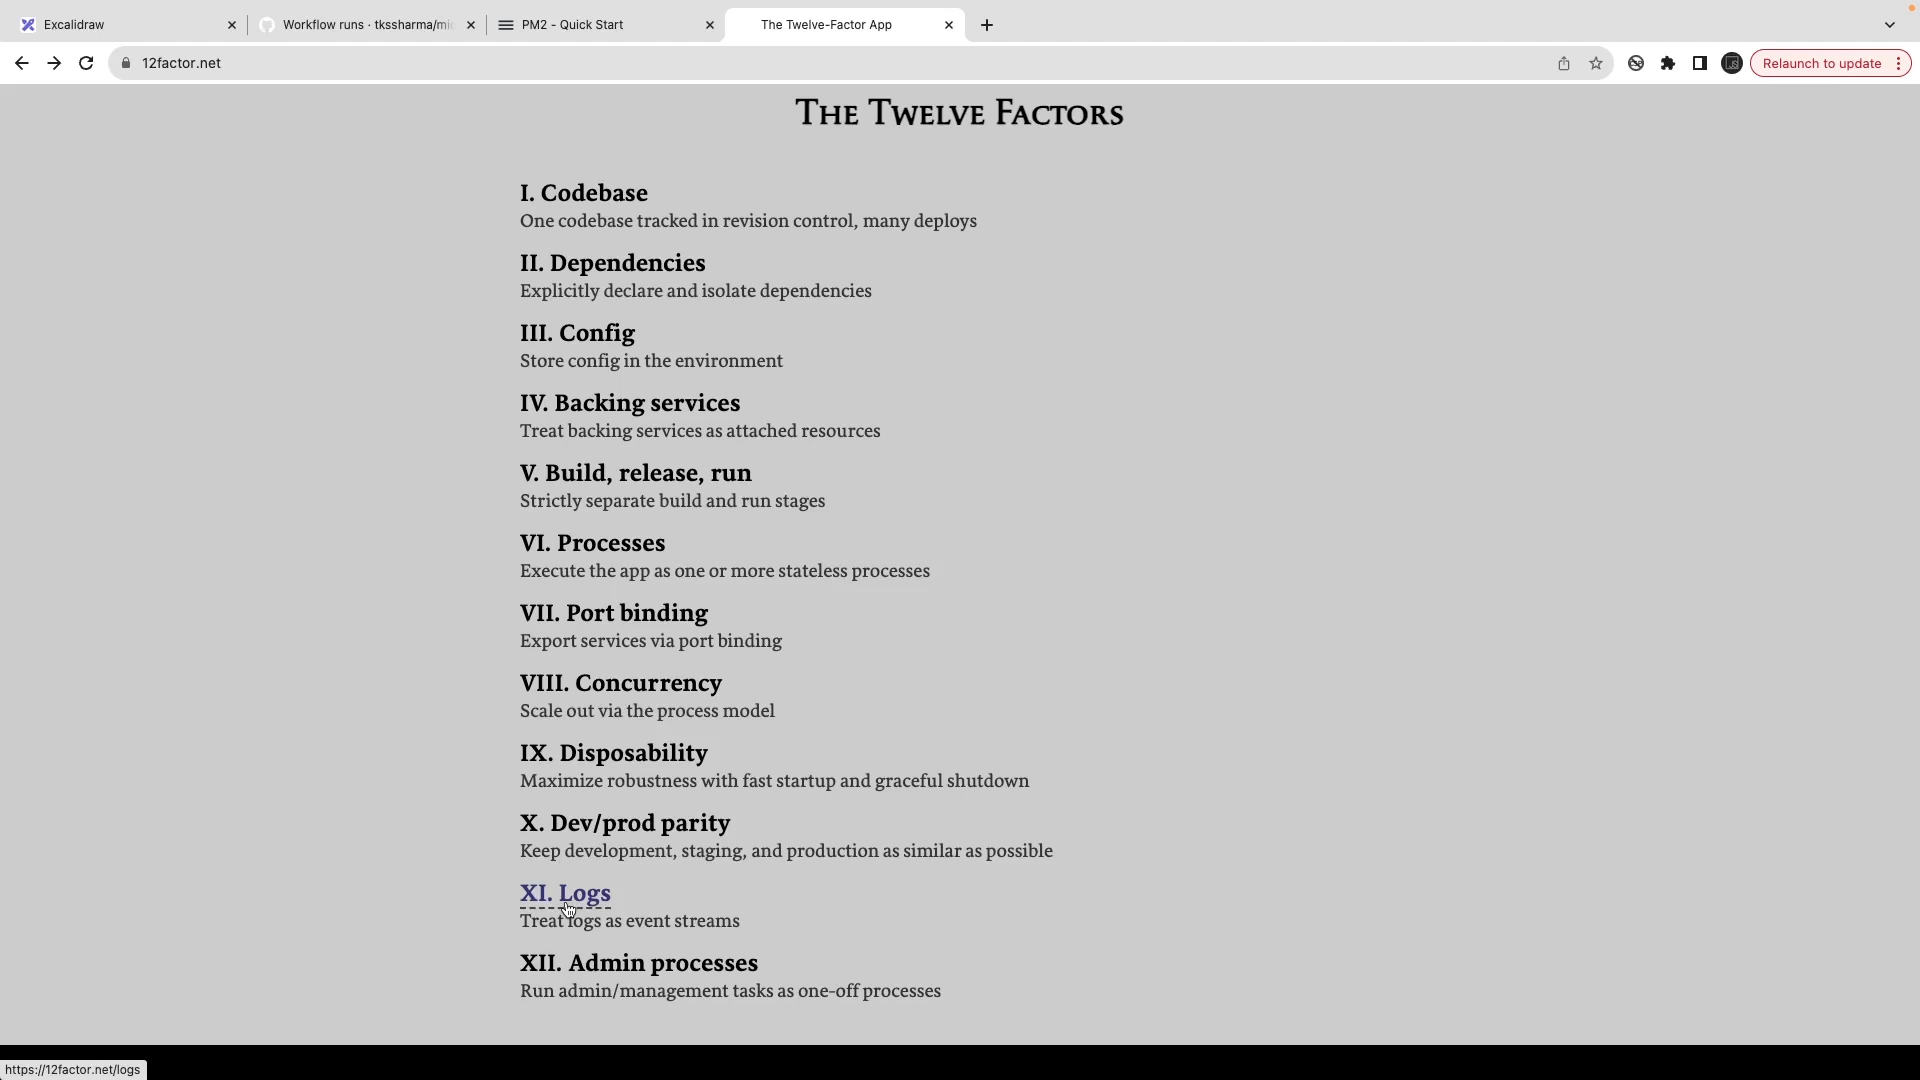 Excalidraw
Workflow runs · tkssharma/mic
PM2 - Quick Start
The Twelve-Factor App
12factor.net
Relaunch to update
The Twelve Factors
I. Codebase
One codebase tracked in revision control, many deploys
II. Dependencies
Explicitly declare and isolate dependencies
III. Config
Store config in the environment
IV. Backing services
Treat backing services as attached resources
V. Build, release, run
Strictly separate build and run stages
VI. Processes
Execute the app as one or more stateless processes
VII. Port binding
Export services via port binding
VIII. Concurrency
Scale out via the process model
IX. Disposability
Maximize robustness with fast startup and graceful shutdown
X. Dev/prod parity
Keep development, staging, and production as similar as possible
XI. Logs
Treat logs as event streams
XII. Admin processes
Run admin/management tasks as one-off processes
https://12factor.net/logs